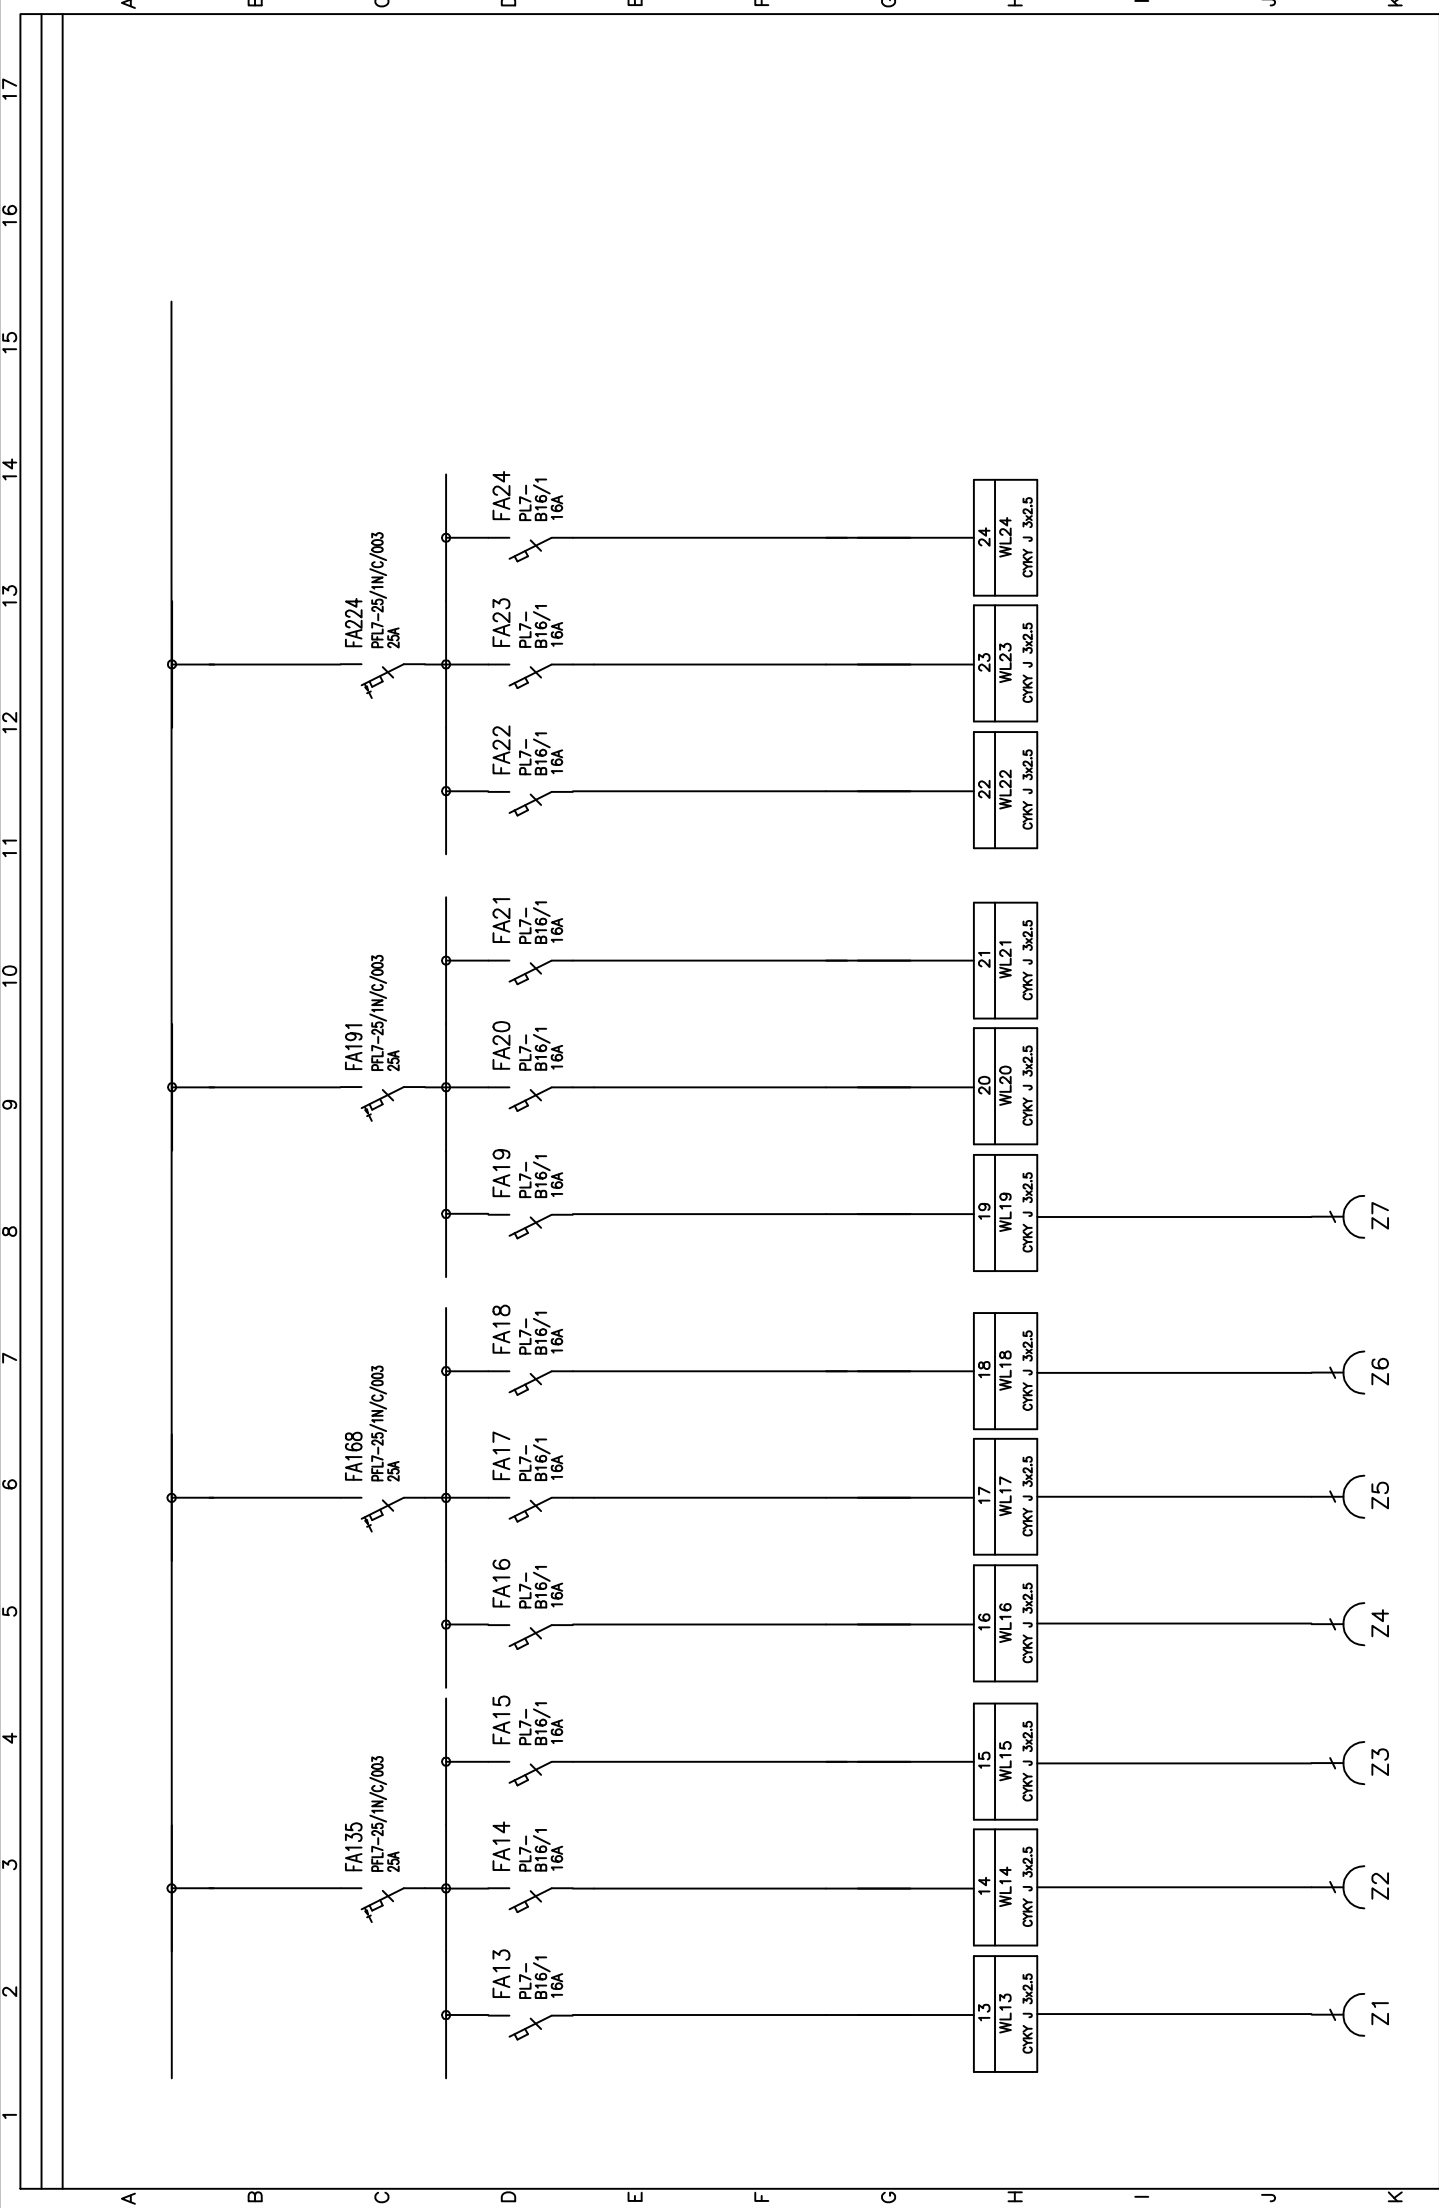 1 2 3 4 5 6 7 8 9 10 11 12 13 14 15 16 17
A A
B B
C C
D D
E E
F F
G G
H H
I I
J J
K K
FA135
PFL7-25/1N/C/003
25A
FA168
PFL7-25/1N/C/003
25A
FA191
PFL7-25/1N/C/003
25A
FA224
PFL7-25/1N/C/003
25A
FA13
PL7-
B16/1
16A
FA14
PL7-
B16/1
16A
FA15
PL7-
B16/1
16A
FA16
PL7-
B16/1
16A
FA17
PL7-
B16/1
16A
FA18
PL7-
B16/1
16A
FA19
PL7-
B16/1
16A
FA20
PL7-
B16/1
16A
FA21
PL7-
B16/1
16A
FA22
PL7-
B16/1
16A
FA23
PL7-
B16/1
16A
FA24
PL7-
B16/1
16A
13
WL13
CYKY J 3x2.5
14
WL14
CYKY J 3x2.5
15
WL15
CYKY J 3x2.5
16
WL16
CYKY J 3x2.5
17
WL17
CYKY J 3x2.5
18
WL18
CYKY J 3x2.5
19
WL19
CYKY J 3x2.5
20
WL20
CYKY J 3x2.5
21
WL21
CYKY J 3x2.5
22
WL22
CYKY J 3x2.5
23
WL23
CYKY J 3x2.5
24
WL24
CYKY J 3x2.5
Z1 Z2 Z3 Z4 Z5 Z6 Z7